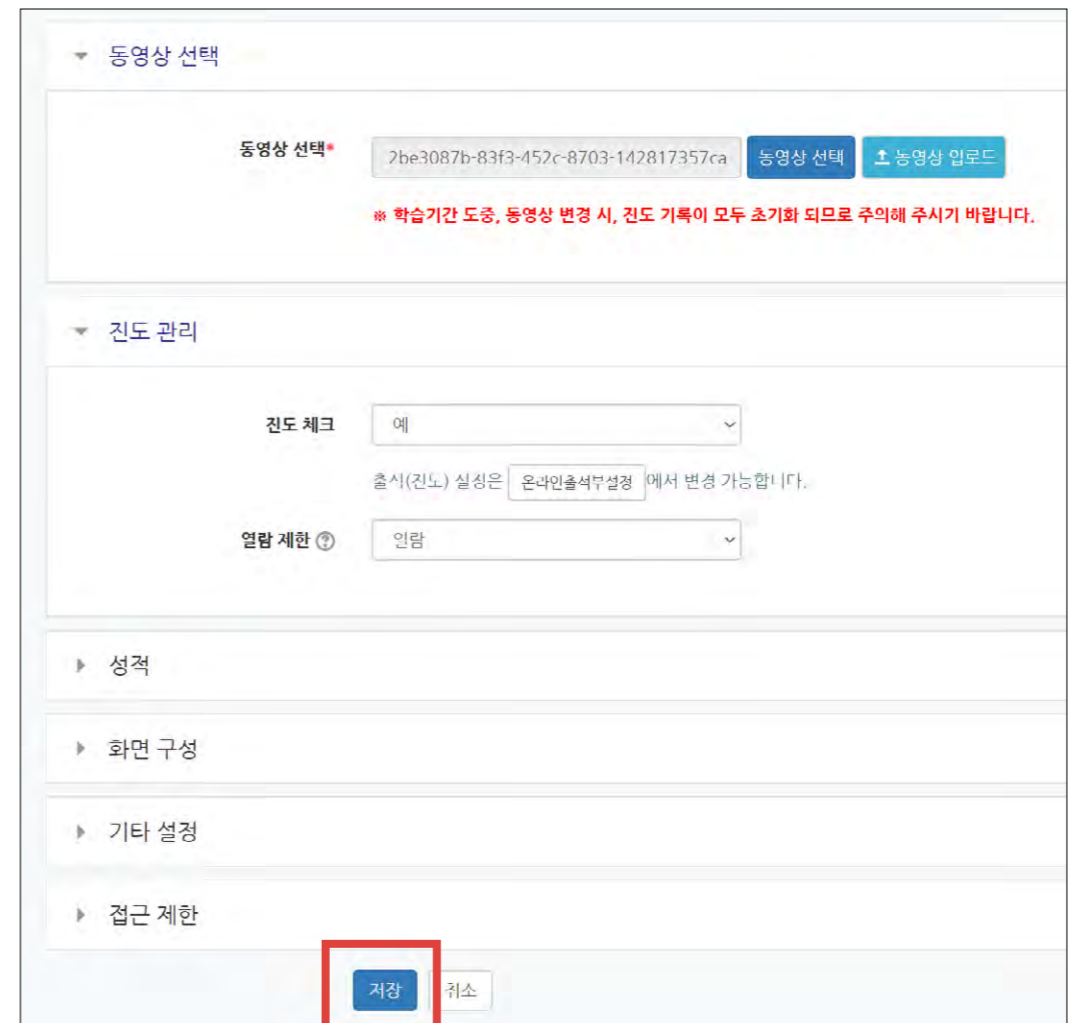 동영상 선택
동영상 선택* 2be3087b-83f3-452c-8703-142817357ca 동영상 선택 동영상 업로드
※ 학습기간 도중, 동영상 변경 시, 진도 기록이 모두 초기화 되므로 주의해 주시기 바랍니다.
진도 관리
진도 체크 예
출석(진도) 설정은 온라인출석부설정 에서 변경 가능합니다.
열람 제한 ? 열람
성적
화면 구성
기타 설정
접근 제한
저장 취소